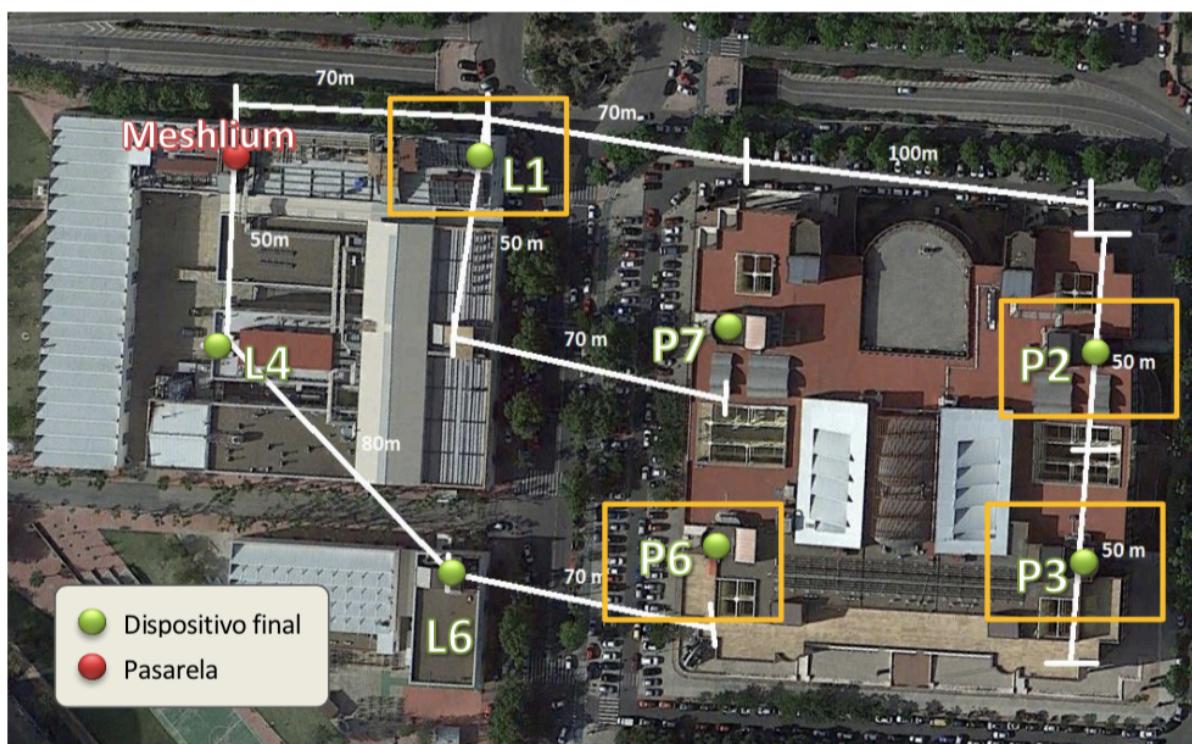 70m
70m
100m
Meshlium
L1
50m
50 m
P7
70 m
P2
50 m
L4
80m
P6
P3
50 m
70 m
L6
Dispositivo final
Pasarela